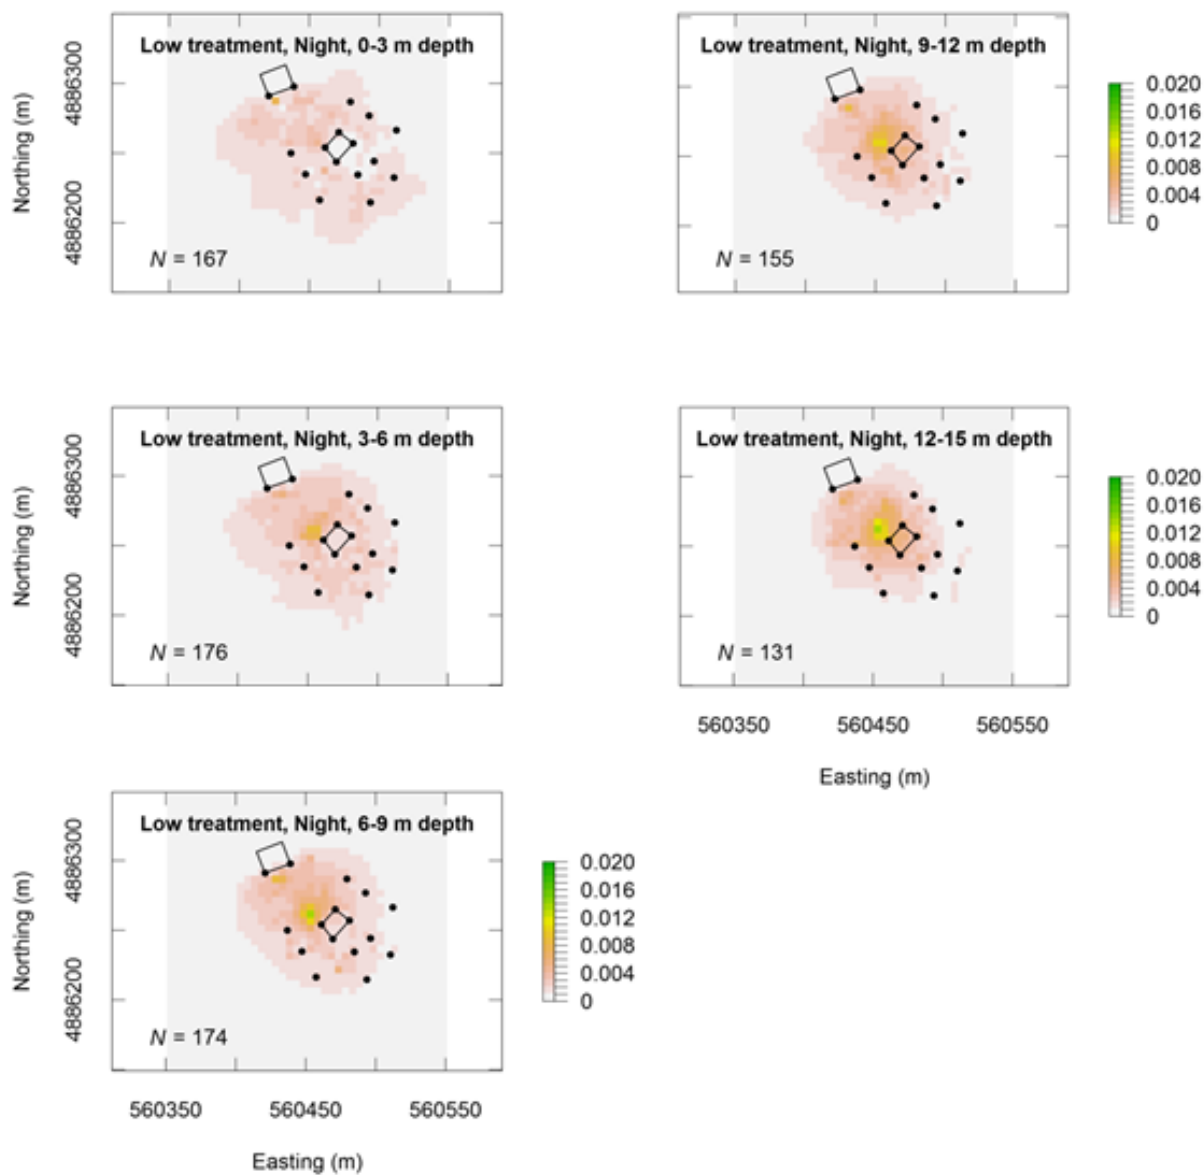 Low treatment, Night, 0-3 m depth
Northing (m)
4886300
4886200
N = 167
Low treatment, Night, 9-12 m depth
N = 155
0.020
0.016
0.012
0.008
0.004
0
Low treatment, Night, 3-6 m depth
Northing (m)
4886300
4886200
N = 176
Low treatment, Night, 12-15 m depth
N = 131
0.020
0.016
0.012
0.008
0.004
0
560350 560450 560550
Easting (m)
Low treatment, Night, 6-9 m depth
Northing (m)
4886300
4886200
N = 174
0.020
0.016
0.012
0.008
0.004
0
560350 560450 560550
Easting (m)